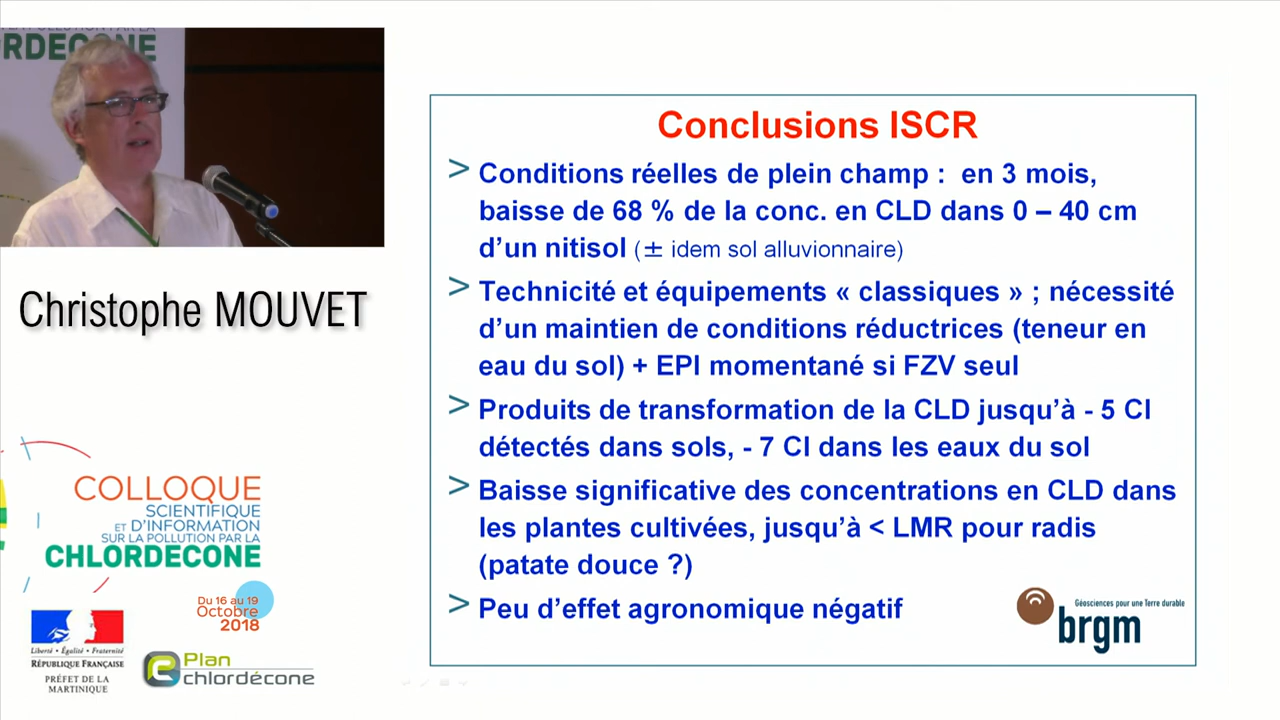 RDECONE
Christophe MOUVET
COLLOQUE
SCIENTIFIQUE
ET D'INFORMATION
SUR LA POLLUTION PAR LA
CHLORDECONE
Du 16 au 19
Octobre
2018
Liberté • Égalité • Fraternité
RÉPUBLIQUE FRANÇAISE
PRÉFET DE LA
MARTINIQUE
Plan
chlordécone
Conclusions ISCR
> Conditions réelles de plein champ : en 3 mois,
baisse de 68 % de la conc. en CLD dans 0 – 40 cm
d'un nitisol (± idem sol alluvionnaire)
> Technicité et équipements « classiques » ; nécessité
d'un maintien de conditions réductrices (teneur en
eau du sol) + EPI momentané si FZV seul
> Produits de transformation de la CLD jusqu'à - 5 Cl
détectés dans sols, - 7 Cl dans les eaux du sol
> Baisse significative des concentrations en CLD dans
les plantes cultivées, jusqu'à < LMR pour radis
(patate douce ?)
> Peu d'effet agronomique négatif
Géosciences pour une Terre durable
brgm